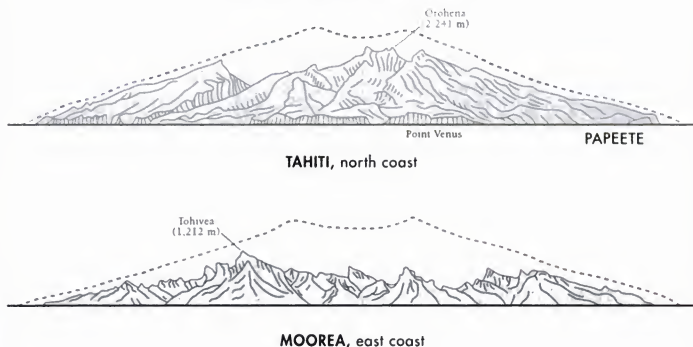 Orohena
(2 241 m)
Point Venus
PAPEETE
TAHITI, north coast
Tohivea
(1,212 m)
MOOREA, east coast